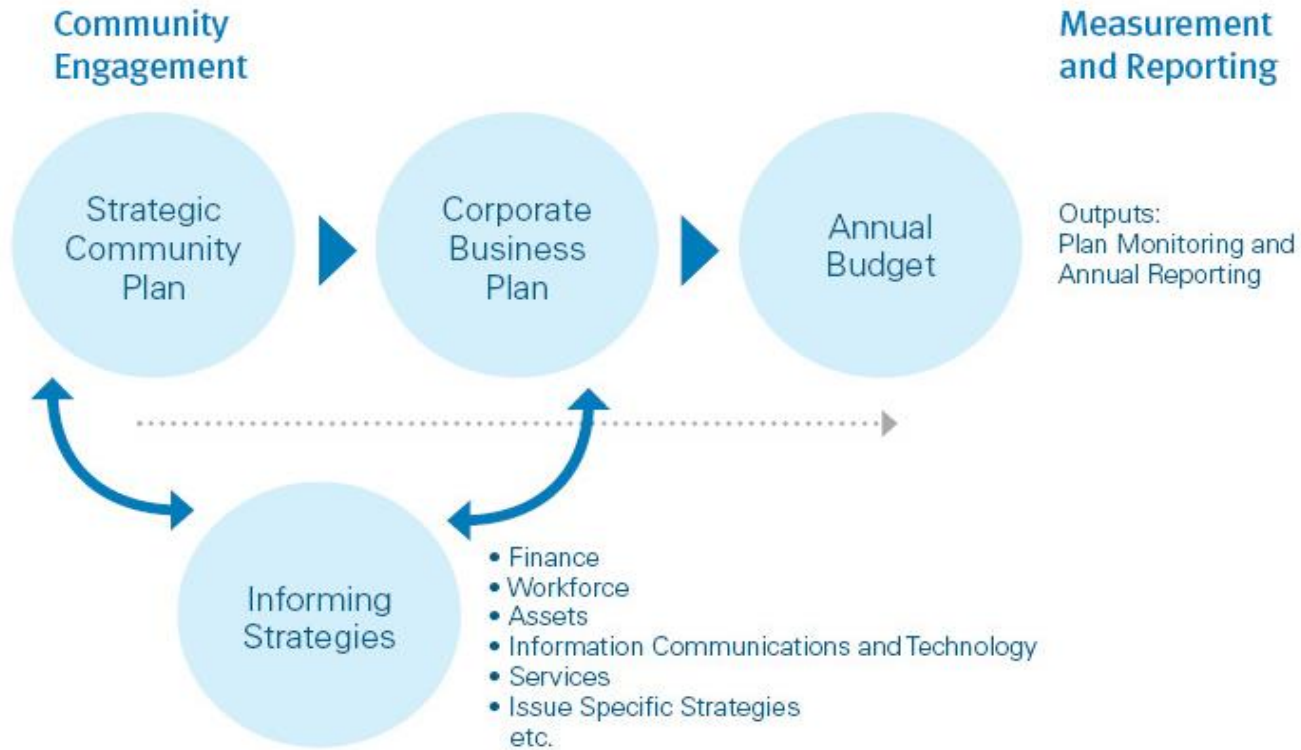 Community
Engagement
Measurement
and Reporting
Strategic
Community
Plan
Corporate
Business
Plan
Annual
Budget
Outputs:
Plan Monitoring and
Annual Reporting
Informing
Strategies
• Finance
• Workforce
• Assets
• Information Communications and Technology
• Services
• Issue Specific Strategies
etc.